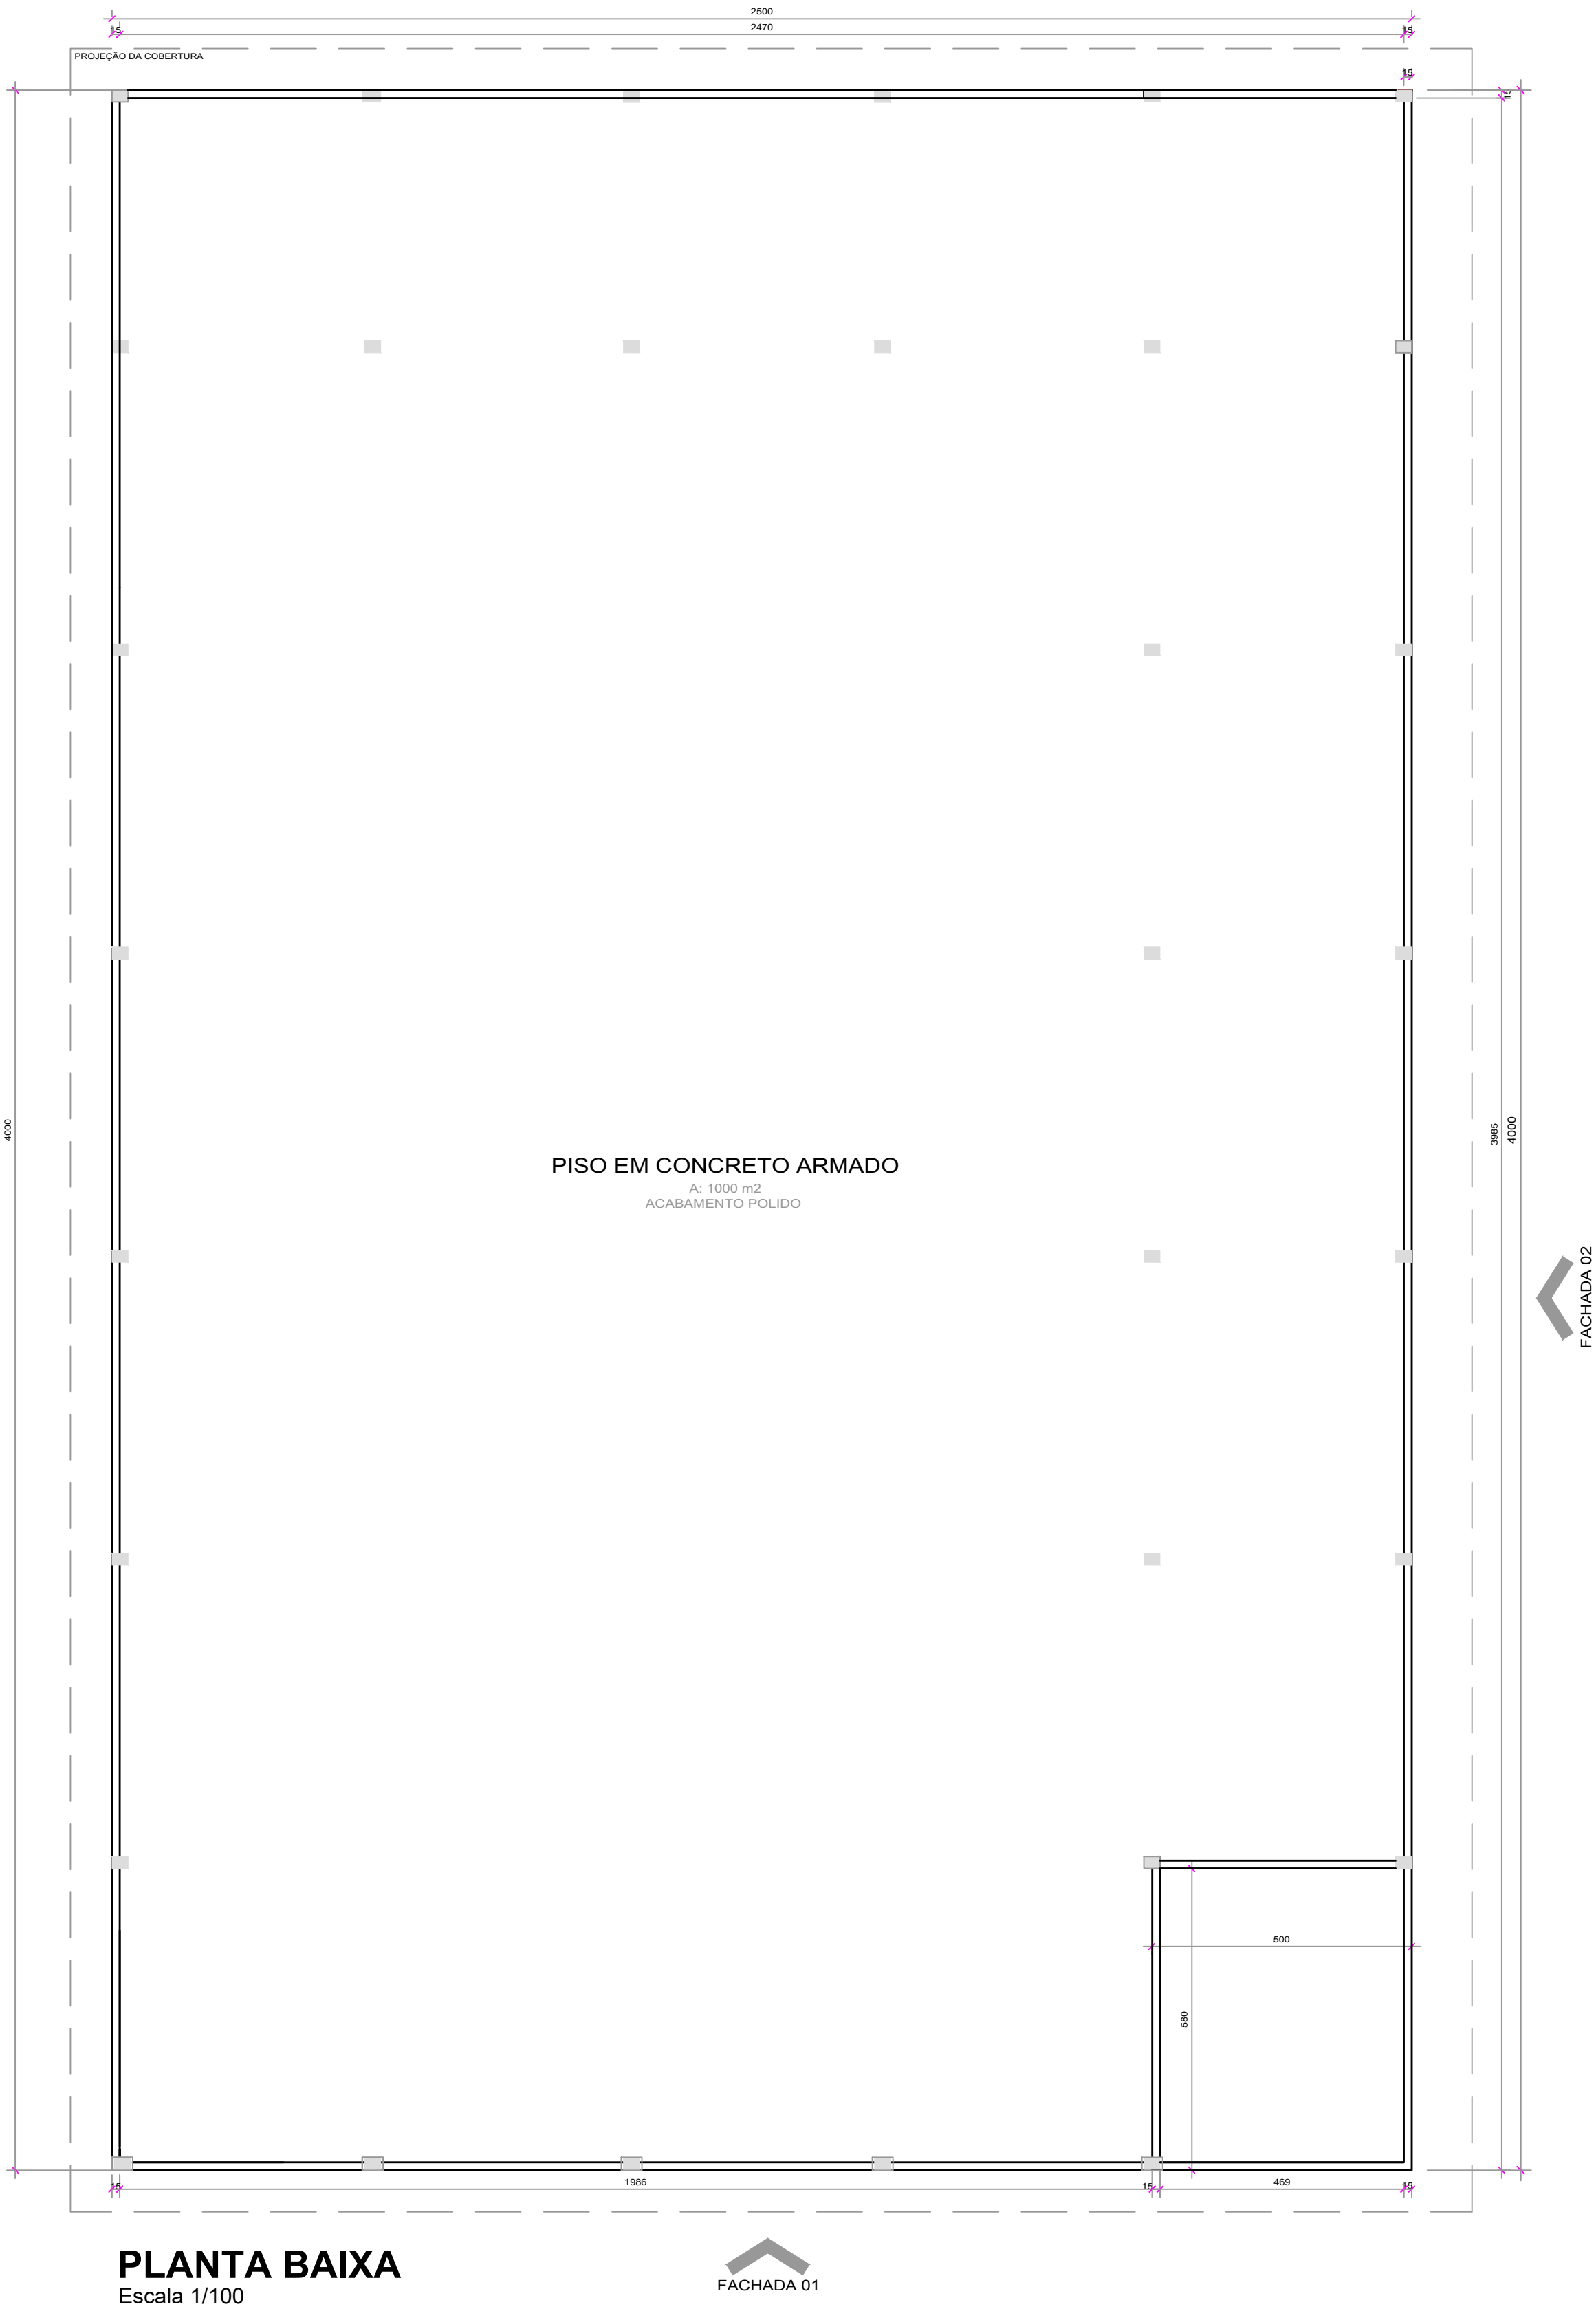 2500
15
2470
15
PROJEÇÃO DA COBERTURA
15
15
4000
3985
4000
PISO EM CONCRETO ARMADO
A: 1000 m2
ACABAMENTO POLIDO
FACHADA 02
500
580
15
1986
15
469
15
PLANTA BAIXA
Escala 1/100
FACHADA 01